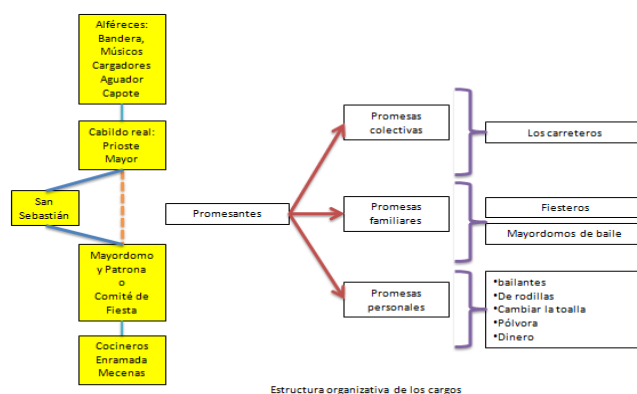 Alféreces:
Bandera,
Músicos
Cargadores
Aguador
Capote
Cabildo real:
Prioste
Mayor
San
Sebastián
Mayordomo
y Patrona
o
Comité de
Fiesta
Cocineros
Enramada
Mecenas
Promesantes
Promesas
colectivas
Promesas
familiares
Promesas
personales
Los carreteros
Fiesteros
Mayordomos de baile
•bailantes
•De rodillas
•Cambiar la toalla
•Pólvora
•Dinero
Estructura organizativa de los cargos